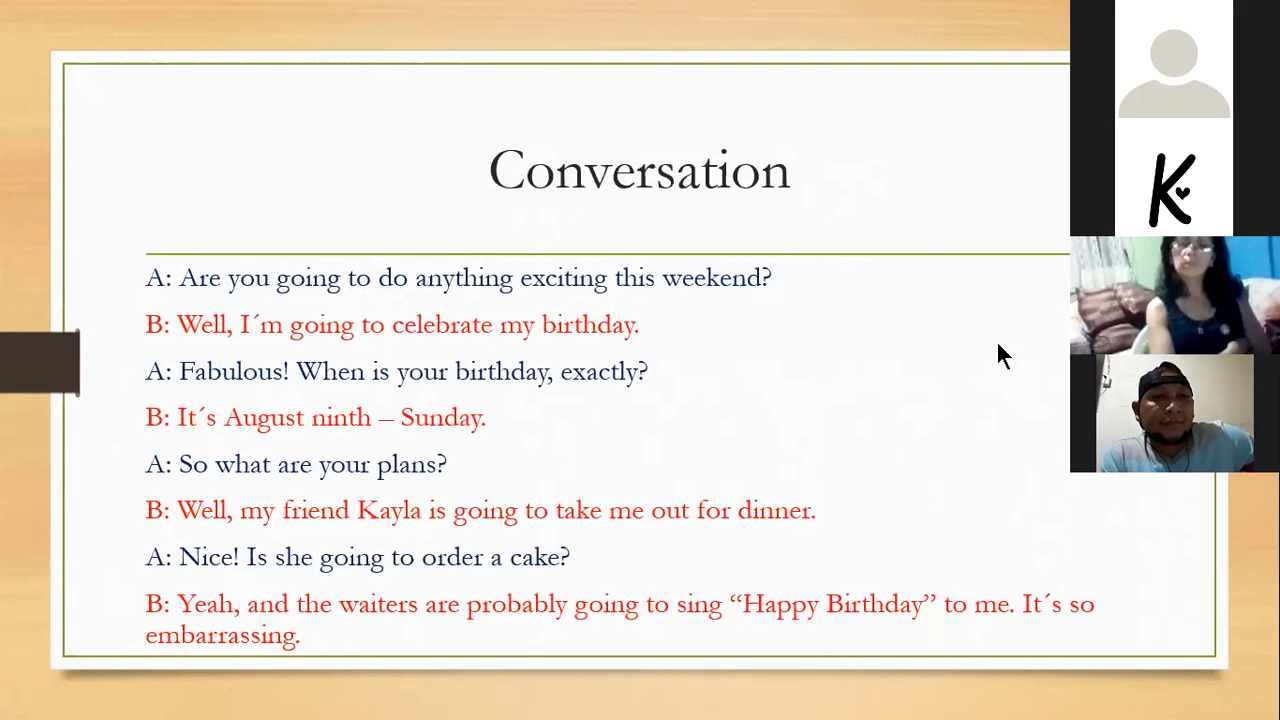 Conversation
K
A: Are you going to do anything exciting this weekend?
B: Well, I´m going to celebrate my birthday.
A: Fabulous! When is your birthday, exactly?
B: It´s August ninth – Sunday.
A: So what are your plans?
B: Well, my friend Kayla is going to take me out for dinner.
A: Nice! Is she going to order a cake?
B: Yeah, and the waiters are probably going to sing “Happy Birthday” to me. It´s so
embarrassing.